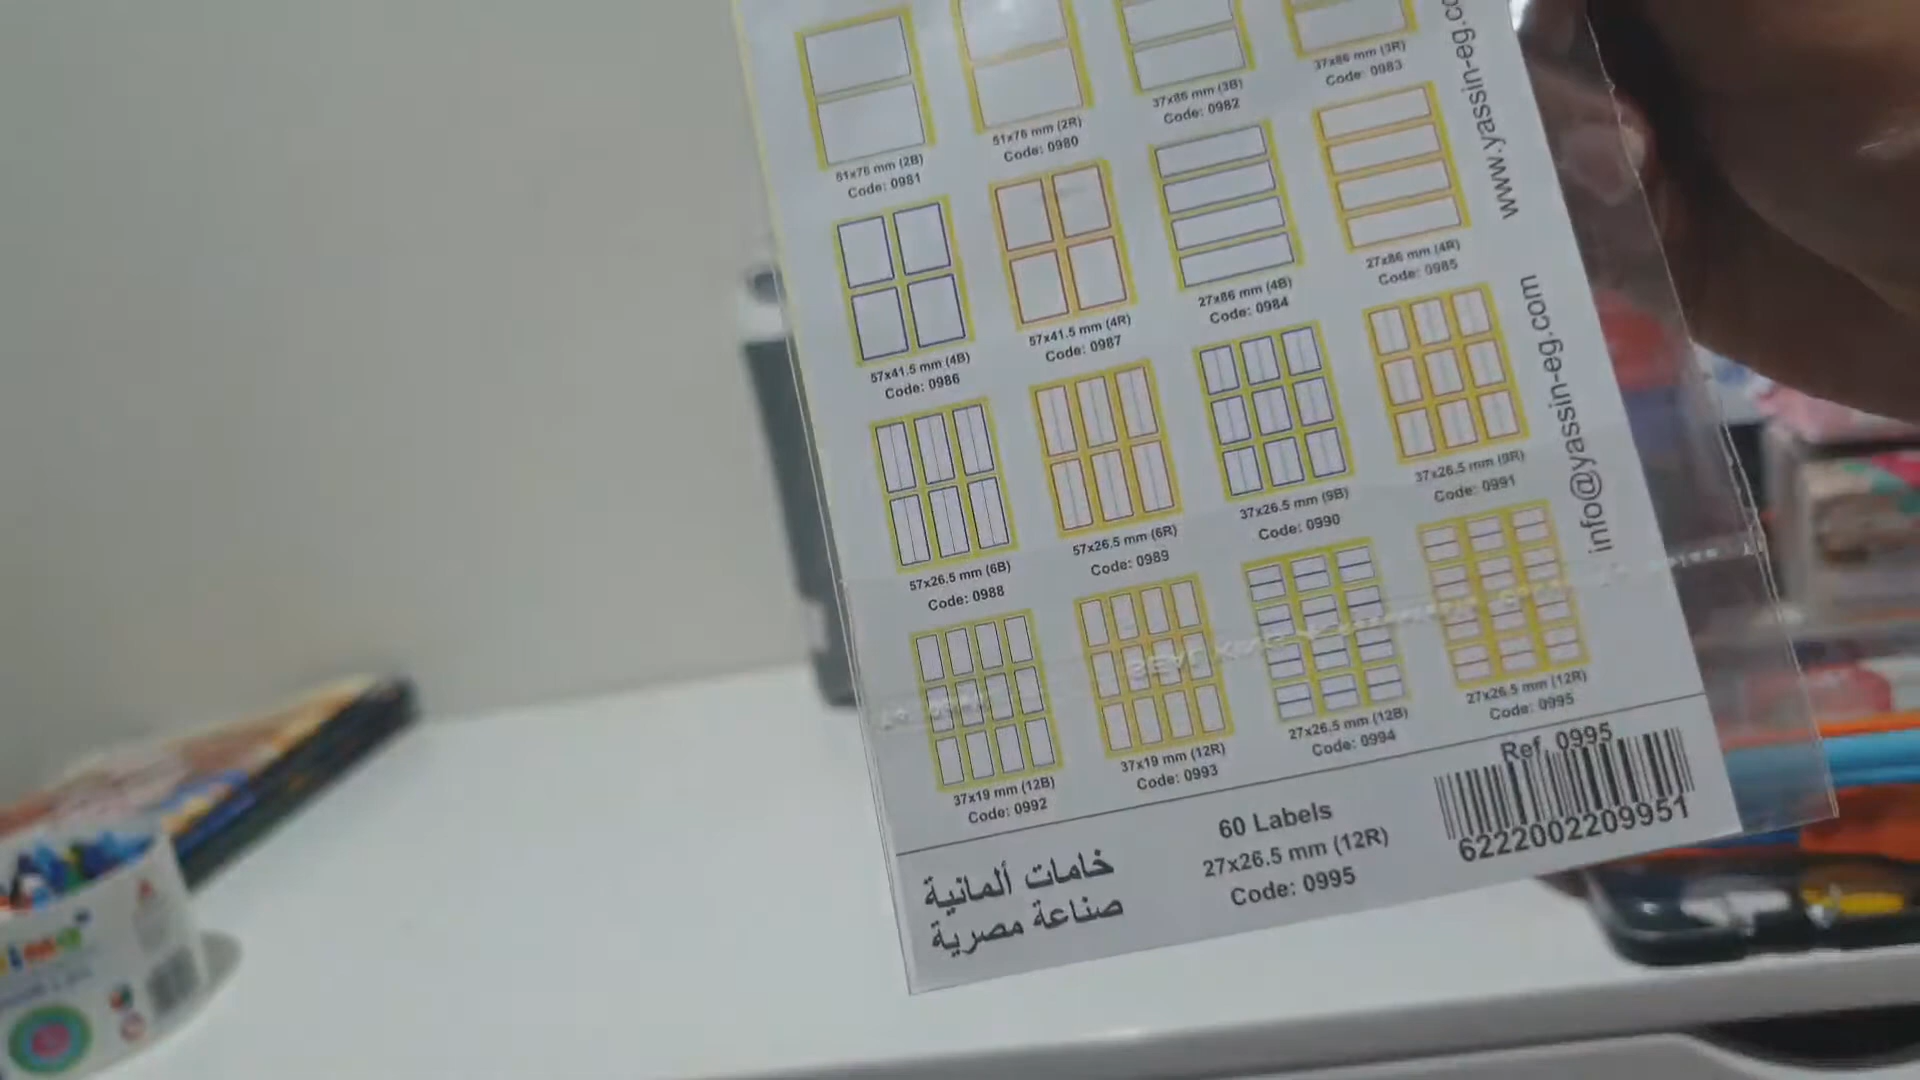 51x76 mm (2B)
Code: 0981
51x76 mm (2R)
Code: 0980
37x86 mm (3B)
Code: 0982
37x86 mm (3R)
Code: 0983
57x41.5 mm (4B)
Code: 0986
57x41.5 mm (4R)
Code: 0987
27x86 mm (4B)
Code: 0984
27x86 mm (4R)
Code: 0985
57x26.5 mm (6B)
Code: 0988
57x26.5 mm (6R)
Code: 0989
37x26.5 mm (9B)
Code: 0990
37x26.5 mm (9R)
Code: 0991
37x19 mm (12B)
Code: 0992
37x19 mm (12R)
Code: 0993
27x26.5 mm (12B)
Code: 0994
27x26.5 mm (12R)
Code: 0995
info@yassin-eg.com
خامات ألمانية
صناعة مصرية
60 Labels
27x26.5 mm (12R)
Code: 0995
Ref. 0995
6222002209951